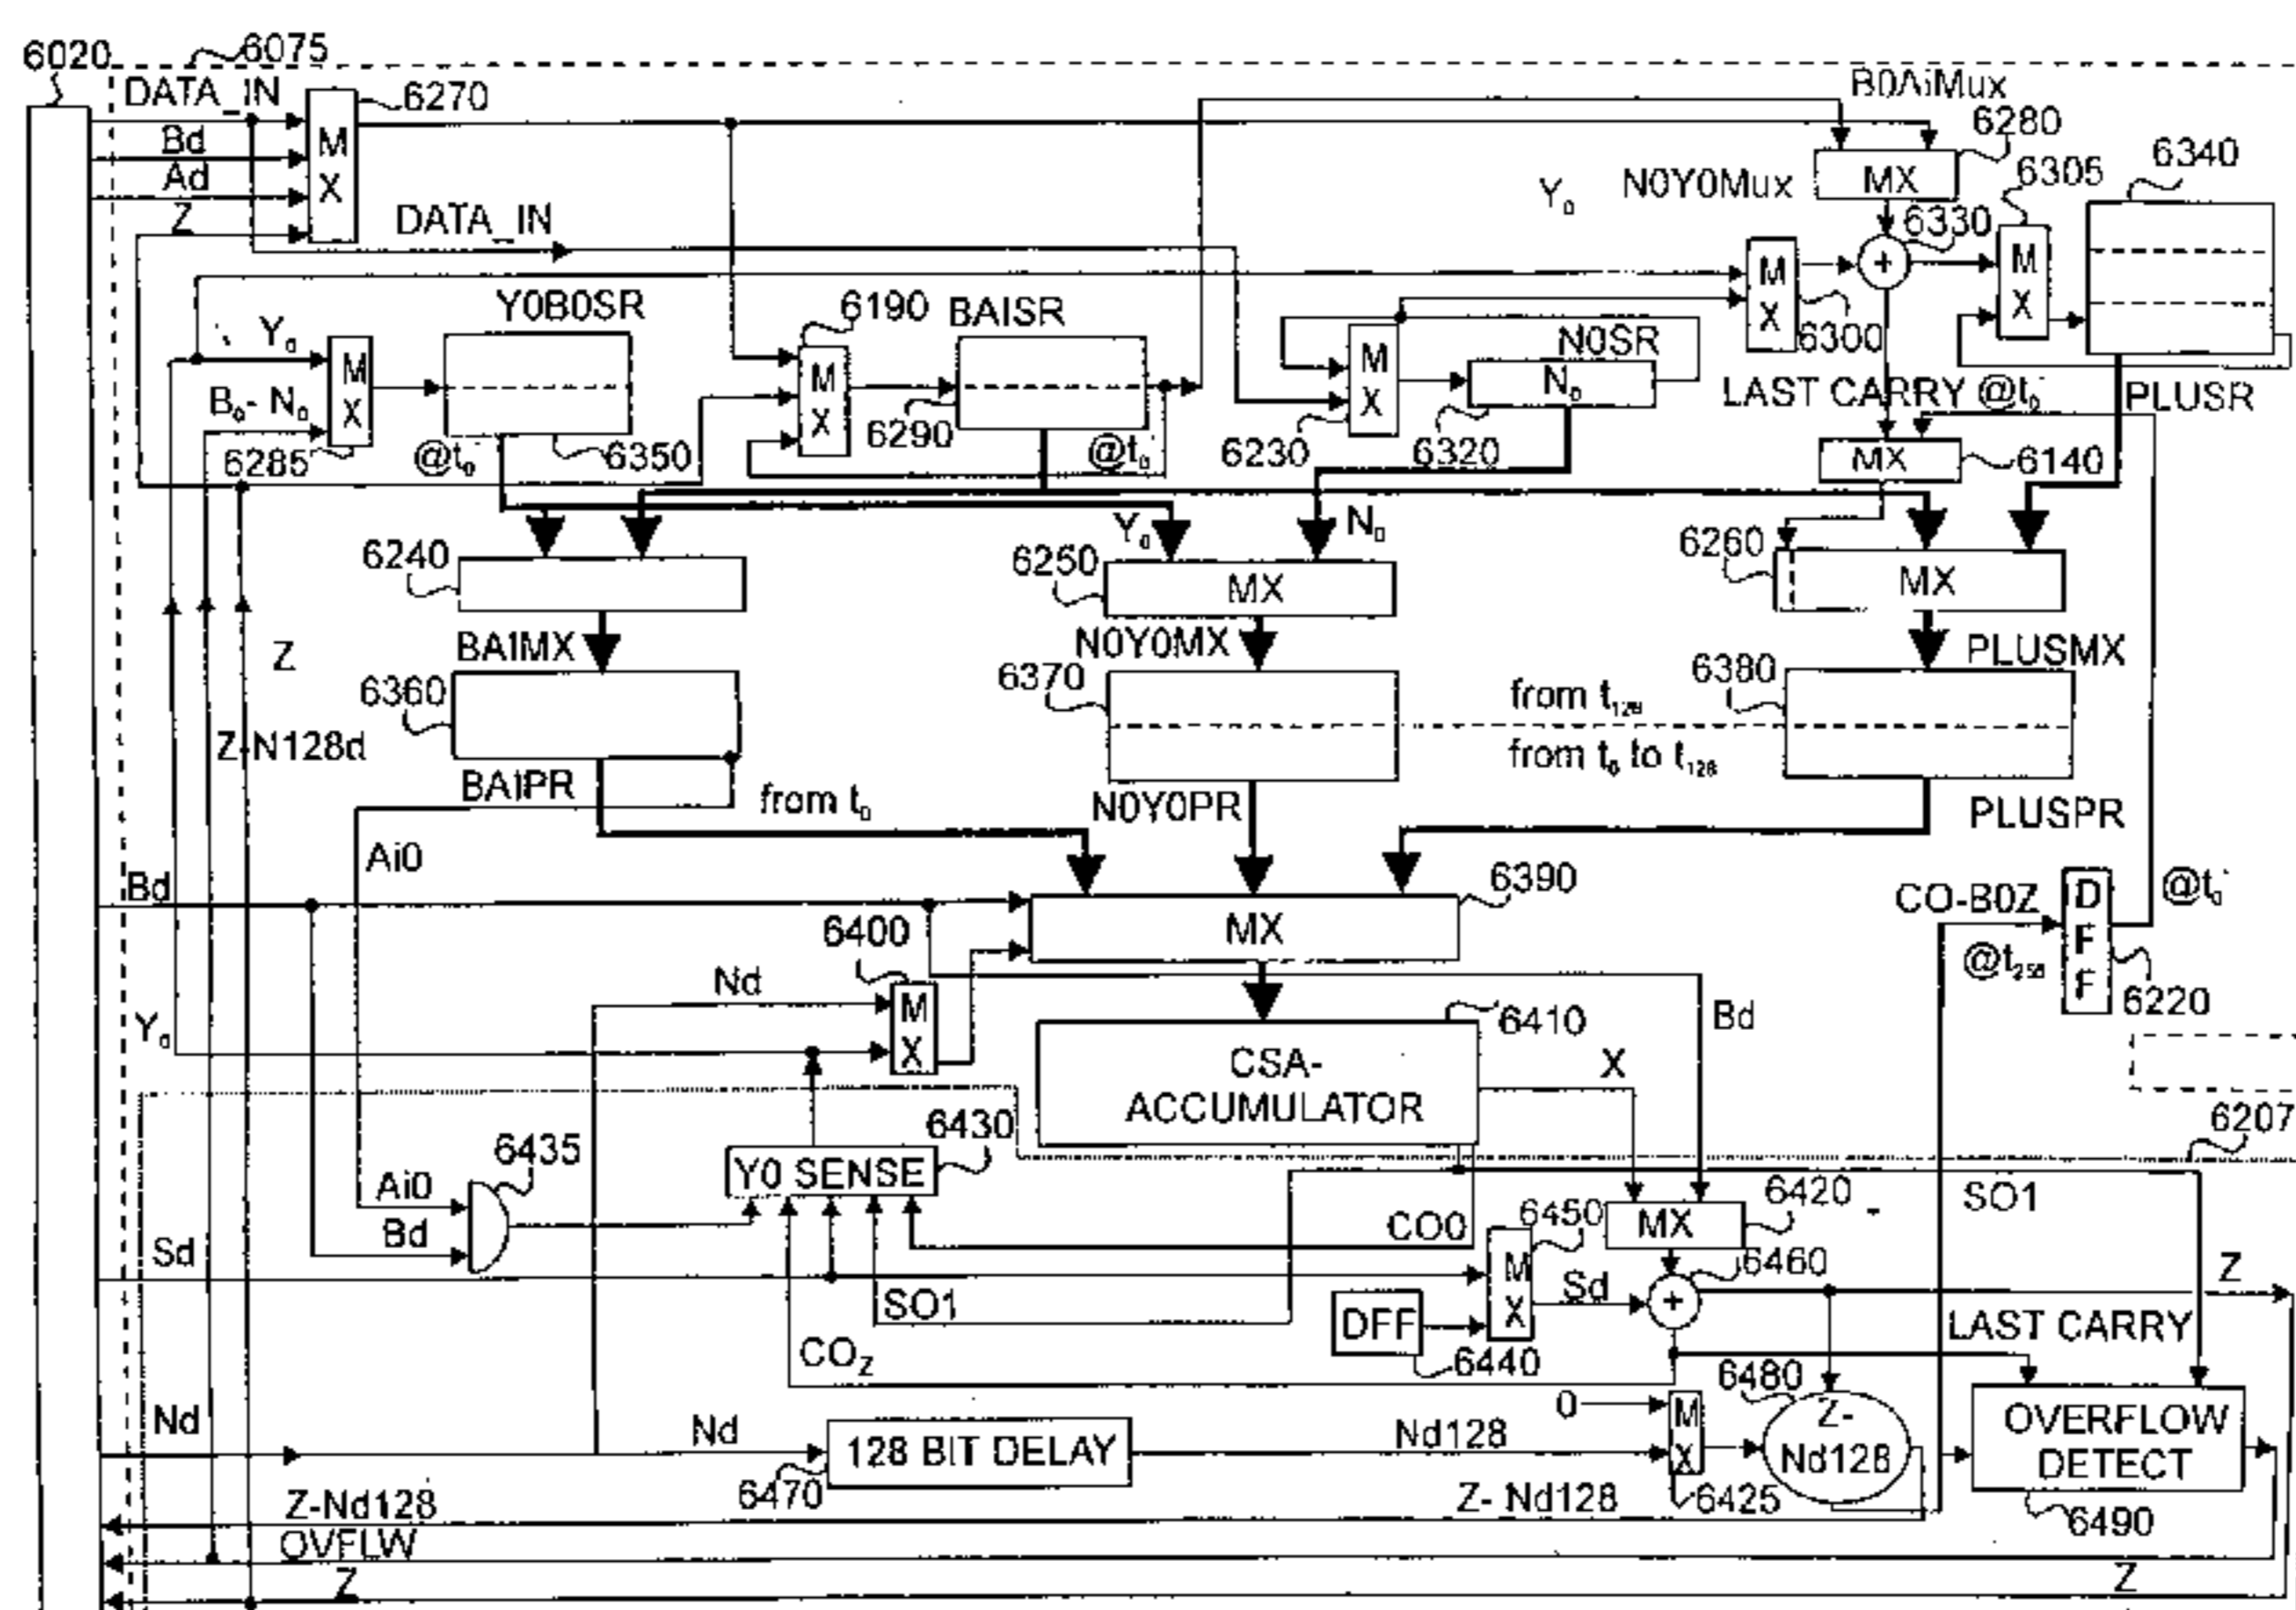 6020
6075
DATA_IN
6270
B0AiMux
M
X
Bd
Ad
Z
DATA_IN
Y₀
N0Y0Mux
6280
MX
6305
6340
6330
+
M
X
M
X
6300
Y0B0SR
6190
BAISR
N0SR
Y₀
B₀- N₀
M
X
6285
@t₀
6350
M
X
6290
@t₀
M
X
6230
N₀
6320
LAST CARRY @t₀⁻
PLUSR
MX
6140
6240
Y₀
N₀
6250
MX
6260
MX
Z
BAIMX
N0Y0MX
PLUSMX
6360
6370
6380
from t₁₂₈
from t₀ to t₁₂₈
Z-N128d
BAIPR
from t₀
N0Y0PR
PLUSPR
Ai0
Bd
6390
MX
6400
CO-B0Z
@t₀⁻
D
F
F
@t₂₅₆
6220
Nd
M
X
Y₀
6410
CSA-
ACCUMULATOR
X
Bd
6207
6435
6430
Y0 SENSE
Ai0
Bd
Sd
CO0
6450
M
X
6420
MX
SO1
6460
+
Z
SO1
Sd
DFF
6440
LAST CARRY
CO_Z
6480
0
M
X
Z-
Nd128
OVERFLOW
DETECT
Nd
Nd
128 BIT DELAY
6470
Nd128
6425
6490
Z-Nd128
Z- Nd128
OVFLW
Z
Z